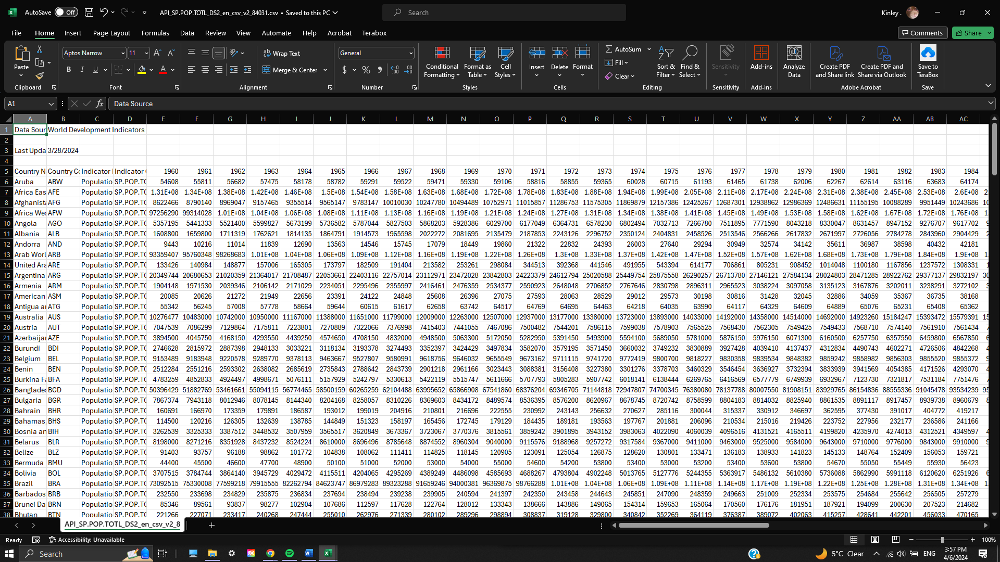 AutoSave Off API_SP.POP.TOTL_DS2_en_csv_v2_84031.csv • Saved to this PC Search Kinley .
File Home Insert Page Layout Formulas Data Review View Automate Help Acrobat Terabox Comments Share
Paste Aptos Narrow 11 Wrap Text General Conditional Formatting Format as Table Cell Styles Insert Delete Format AutoSum Fill Clear Sort & Filter Find & Select Sensitivity Add-ins Analyze Data Create PDF and Share link Create PDF and Share via Outlook Save to TeraBox
B I U Merge & Center $ %
Clipboard Font Alignment Number Styles Cells Editing Sensitivity Add-ins Adobe Acrobat Save
A1 fx Data Source
A B C D E F G H I J K L M N O P Q R S T U V W X Y Z AA AB AC
1 Data Sour World Development Indicators
2
3 Last Upda 3/28/2024
4
5 Country N Country Co Indicator Indicator 1960 1961 1962 1963 1964 1965 1966 1967 1968 1969 1970 1971 1972 1973 1974 1975 1976 1977 1978 1979 1980 1981 1982 1983 1984
6 Aruba ABW Populatio SP.POP.TO 54608 55811 56682 57475 58178 58782 59291 59522 59471 59330 59106 58816 58855 59365 60028 60715 61193 61465 61738 62006 62267 62614 63116 63683 64174
7 Africa Eas AFE Populatio SP.POP.TO 1.31E+08 1.34E+08 1.38E+08 1.42E+08 1.46E+08 1.5E+08 1.54E+08 1.58E+08 1.63E+08 1.68E+08 1.72E+08 1.78E+08 1.83E+08 1.88E+08 1.94E+08 1.99E+08 2.05E+08 2.11E+08 2.17E+08 2.24E+08 2.31E+08 2.38E+08 2.45E+08 2.53E+08 2.6E+08 2
8 Afghanista AFG Populatio SP.POP.TO 8622466 8790140 8969047 9157465 9355514 9565147 9783147 10010030 10247780 10494489 10752971 11015857 11286753 11575305 11869879 12157386 12425267 12687301 12938862 12986369 12486631 11155195 10088289 9951449 10243686 10
9 Africa Wes AFW Populatio SP.POP.TO 97256290 99314028 1.01E+08 1.04E+08 1.06E+08 1.08E+08 1.11E+08 1.13E+08 1.16E+08 1.19E+08 1.21E+08 1.24E+08 1.27E+08 1.31E+08 1.34E+08 1.38E+08 1.41E+08 1.45E+08 1.49E+08 1.53E+08 1.58E+08 1.62E+08 1.67E+08 1.72E+08 1.76E+08 1.
10 Angola AGO Populatio SP.POP.TO 5357195 5441333 5521400 5599827 5673199 5736582 5787044 5827503 5868203 5928386 6029700 6177049 6364731 6578230 6802494 7032713 7266780 7511895 7771590 8043218 8330047 8631457 8947152 9276707 9617702 9
11 Albania ALB Populatio SP.POP.TO 1608800 1659800 1711319 1762621 1814135 1864791 1914573 1965598 2022272 2081695 2135479 2187853 2243126 2296752 2350124 2404831 2458526 2513546 2566266 2617832 2671997 2726056 2784278 2843960 2904429 2
12 Andorra AND Populatio SP.POP.TO 9443 10216 11014 11839 12690 13563 14546 15745 17079 18449 19860 21322 22832 24393 26003 27640 29294 30949 32574 34142 35611 36987 38598 40432 42181
13 Arab Worl ARB Populatio SP.POP.TO 93359407 95760348 98268683 1.01E+08 1.04E+08 1.06E+08 1.09E+08 1.12E+08 1.16E+08 1.19E+08 1.22E+08 1.26E+08 1.3E+08 1.33E+08 1.37E+08 1.42E+08 1.47E+08 1.52E+08 1.57E+08 1.62E+08 1.68E+08 1.73E+08 1.79E+08 1.84E+08 1.9E+08 1.
14 United Ara ARE Populatio SP.POP.TO 133426 140984 148877 157006 165305 173797 182509 191404 213582 253261 298084 344513 392368 441546 491955 543394 614177 706861 805231 908452 1014048 1100180 1167856 1237572 1308331 1
15 Argentina ARG Populatio SP.POP.TO 20349744 20680653 21020359 21364017 21708487 22053661 22403116 22757014 23112971 23472028 23842803 24223379 24612794 25020588 25449754 25875558 26290257 26713780 27146121 27584134 28024803 28471285 28922762 29377137 29832197 30
16 Armenia ARM Populatio SP.POP.TO 1904148 1971530 2039346 2106142 2171029 2234051 2295496 2355997 2416461 2476359 2534377 2590923 2648048 2706852 2767646 2830798 2896311 2965523 3038224 3097058 3135123 3167876 3202011 3238291 3272102 3
17 American ASM Populatio SP.POP.TO 20085 20626 21272 21949 22656 23391 24122 24848 25608 26396 27075 27593 28063 28529 29012 29573 30198 30816 31428 32045 32886 34059 35367 36735 38168
18 Antigua ar ATG Populatio SP.POP.TO 55342 56245 57008 57778 58664 59644 60615 61617 62658 63742 64517 64769 64695 64463 64218 64035 63990 64117 64329 64609 64889 65076 65231 65408 65362
19 Australia AUS Populatio SP.POP.TO 10276477 10483000 10742000 10950000 11167000 11388000 11651000 11799000 12009000 12263000 12507000 12937000 13177000 13380000 13723000 13893000 14033000 14192000 14358000 14514000 14692000 14923260 15184247 15393472 15579391 15
20 Austria AUT Populatio SP.POP.TO 7047539 7086299 7129864 7175811 7223801 7270889 7322066 7376998 7415403 7441055 7467086 7500482 7544201 7586115 7599038 7578903 7565525 7568430 7562305 7549425 7549433 7568710 7574140 7561910 7561434 7
21 Azerbaijar AZE Populatio SP.POP.TO 3894500 4045750 4168150 4293550 4439250 4574650 4708150 4832000 4948500 5063300 5172050 5282950 5391450 5493900 5594100 5689050 5781000 5876150 5976150 6071300 6160500 6257750 6357550 6459800 6567850 6
22 Burundi BDI Populatio SP.POP.TO 2746628 2815972 2887398 2948133 3033221 3118134 3193378 3274493 3352397 3424429 3497834 3582070 3579195 3571450 3660032 3749232 3830889 3927428 4039410 4137437 4312834 4490743 4602271 4726506 4842268 4
23 Belgium BEL Populatio SP.POP.TO 9153489 9183948 9220578 9289770 9378113 9463667 9527807 9580991 9618756 9646032 9655549 9673162 9711115 9741720 9772419 9800700 9818227 9830358 9839534 9848382 9859242 9858982 9856303 9855520 9855372 9
24 Benin BEN Populatio SP.POP.TO 2512284 2551216 2593302 2638082 2685619 2735843 2788642 2843739 2901218 2961166 3023443 3088381 3156408 3227380 3301276 3378703 3460329 3546454 3636927 3732394 3833939 3941569 4054385 4171526 4293070 4
25 Burkina Fa BFA Populatio SP.POP.TO 4783259 4852833 4924497 4998671 5076111 5157929 5242797 5330613 5422119 5515747 5611666 5707793 5805283 5907742 6018141 6138444 6269765 6416569 6577779 6749939 6932967 7123730 7321817 7531184 7751476 7
26 Banglades BGD Populatio SP.POP.TO 50396429 51882769 53461661 55094115 56774465 58500159 60265259 62104488 63995652 65866908 67541860 68376204 69346705 71144818 72947807 74700345 76380080 78137788 80007550 81908151 83929765 86154836 88555336 91045478 93534239 95
27 Bulgaria BGR Populatio SP.POP.TO 7867374 7943118 8012946 8078145 8144340 8204168 8258057 8310226 8369603 8434172 8489574 8536395 8576200 8620967 8678745 8720742 8758599 8804183 8814032 8825940 8861535 8891117 8917457 8939738 8960679 8
28 Bahrain BHR Populatio SP.POP.TO 160691 166970 173359 179891 186587 193012 199019 204916 210801 216696 222555 230992 243143 256632 270627 285116 300044 315337 330912 346697 362595 377430 391017 404772 419217
29 Bahamas, BHS Populatio SP.POP.TO 114500 120216 126305 132639 138785 144849 151323 158197 165456 172745 179129 184435 189181 193563 197767 201881 206096 210534 215016 219426 223752 227956 232177 236586 241166
30 Bosnia an BIH Populatio SP.POP.TO 3262539 3325333 3387512 3448532 3507959 3565517 3620849 3673367 3723067 3770376 3815561 3859242 3901895 3943152 3983063 4022090 4060039 4096516 4131521 4165511 4199820 4235970 4274013 4312521 4349597 4
31 Belarus BLR Populatio SP.POP.TO 8198000 8271216 8351928 8437232 8524224 8610000 8696496 8785648 8874552 8960304 9040000 9115576 9188968 9257272 9317584 9367000 9411000 9463000 9525000 9584000 9643000 9710000 9776000 9843000 9910000 9
32 Belize BLZ Populatio SP.POP.TO 91403 93757 96188 98862 101772 104838 108062 111411 114825 118145 120905 123091 125054 126875 128620 130801 133471 136183 138933 141823 145133 148764 152409 156053 159721
33 Bermuda BMU Populatio SP.POP.TO 44400 45500 46600 47700 48900 50100 51000 52000 53000 54000 55000 54600 54200 53800 53400 53000 53200 53400 53600 53800 54670 55050 55449 55930 56423
34 Bolivia BOL Populatio SP.POP.TO 3707515 3784744 3864140 3945729 4029472 4115511 4204065 4295269 4389249 4486098 4585693 4688267 4793804 4902248 5013765 5127776 5244355 5363917 5486132 5610380 5736088 5862990 5991118 6120620 6251926 6
35 Brazil BRA Populatio SP.POP.TO 73092515 75330008 77599218 79915555 82262794 84623747 86979283 89323288 91659246 94000381 96369875 98766288 1.01E+08 1.04E+08 1.06E+08 1.09E+08 1.11E+08 1.14E+08 1.17E+08 1.19E+08 1.22E+08 1.25E+08 1.28E+08 1.31E+08 1.34E+08 1.
36 Barbados BRB Populatio SP.POP.TO 232550 233698 234829 235875 236834 237694 238494 239238 239905 240594 241397 242350 243458 244643 245851 247090 248359 249663 251009 252334 253575 254684 255642 256505 257279
37 Brunei Da BRN Populatio SP.POP.TO 85346 89561 93837 98277 102904 107686 112597 117628 122764 128012 133343 138666 143886 149065 154314 159653 165064 170560 176176 181951 187921 194099 200630 207523 214682
38 Bhutan BTN Populatio SP.POP.TO 221266 227071 233417 240268 247444 255010 262976 271339 280102 289296 298894 308837 319128 329800 340842 352269 364119 376387 389072 402063 415257 428641 442201 456033 470165
API_SP.POP.TOTL_DS2_en_csv_v2_8
Ready Accessibility: Unavailable 100%
Search 5°C Clear ENG 3:57 PM
4/6/2024